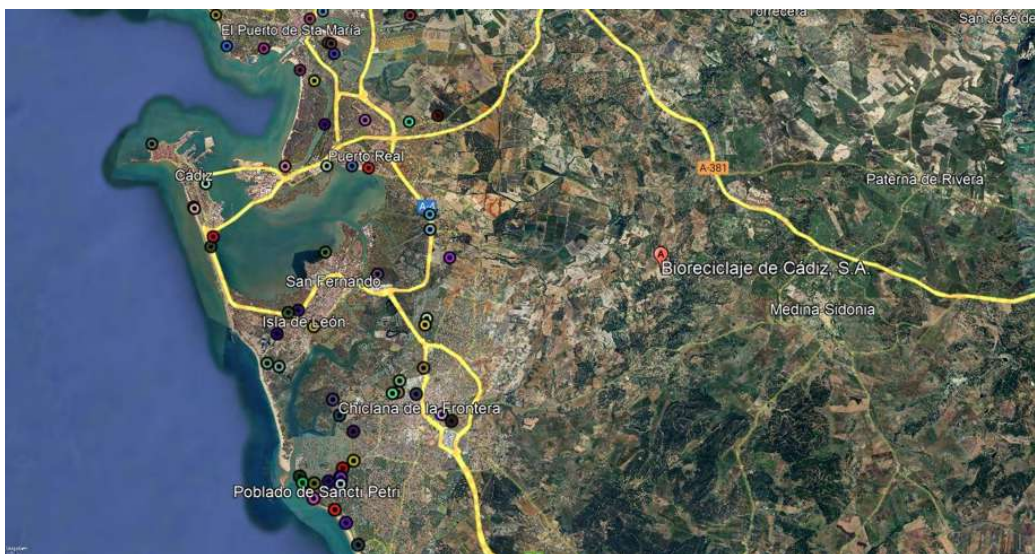 Torrecera
San José de
El Puerto de Sta María
Puerto Real
Cádiz
A-381
Paterna de Rivera
A-4
A
Bioreciclaje de Cádiz, S.A.
San Fernando
Medina-Sidonia
Isla de León
Chiclana de la Frontera
Poblado de Sancti Petri